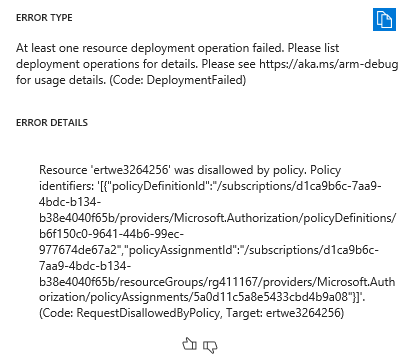 ERROR TYPE
At least one resource deployment operation failed. Please list
deployment operations for details. Please see https://aka.ms/arm-debug
for usage details. (Code: DeploymentFailed)
ERROR DETAILS
Resource 'ertwe3264256' was disallowed by policy. Policy
identifiers: '[{"policyDefinitionId":"/subscriptions/d1ca9b6c-7aa9-
4bdc-b134-
b38e4040f65b/providers/Microsoft.Authorization/policyDefinitions/
b6f150c0-9641-44b6-99ec-
977674de67a2","policyAssignmentId":"/subscriptions/d1ca9b6c-
7aa9-4bdc-b134-
b38e4040f65b/resourceGroups/rg411167/providers/Microsoft.Auth
orization/policyAssignments/5a0d11c5a8e5433cbd4b9a08"}]'.
(Code: RequestDisallowedByPolicy, Target: ertwe3264256)